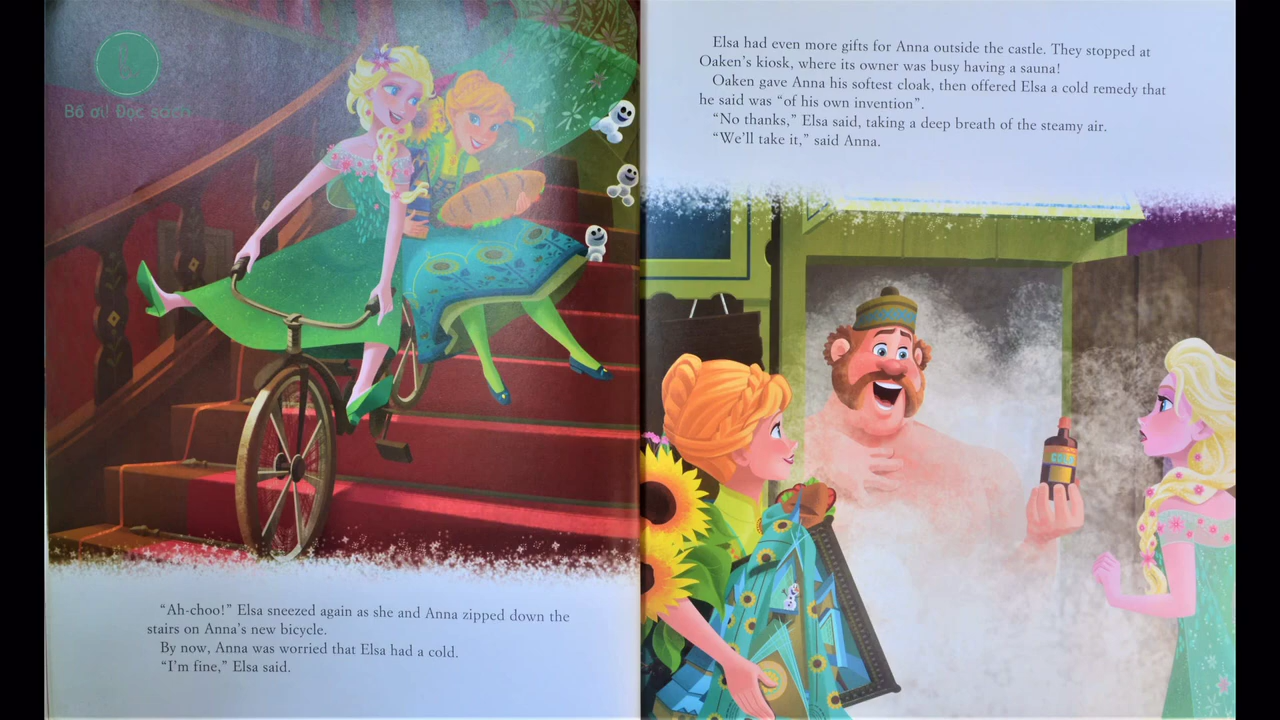 Bố ơi! Đọc sách
“Ah-choo!” Elsa sneezed again as she and Anna zipped down the
stairs on Anna’s new bicycle.
By now, Anna was worried that Elsa had a cold.
“I’m fine,” Elsa said.
Elsa had even more gifts for Anna outside the castle. They stopped at
Oaken’s kiosk, where its owner was busy having a sauna!
Oaken gave Anna his softest cloak, then offered Elsa a cold remedy that
he said was “of his own invention”.
“No thanks,” Elsa said, taking a deep breath of the steamy air.
“We’ll take it,” said Anna.